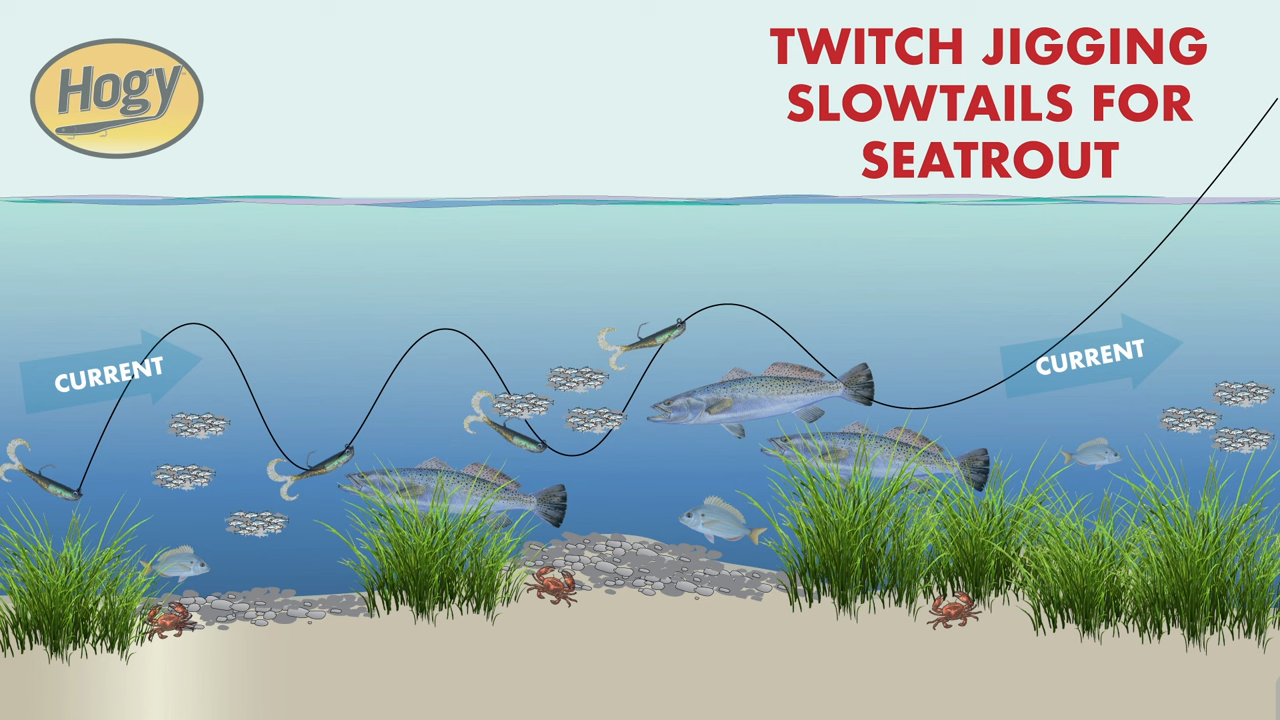 Hogy
TWITCH JIGGING
SLOWTAILS FOR
SEATROUT
CURRENT
CURRENT